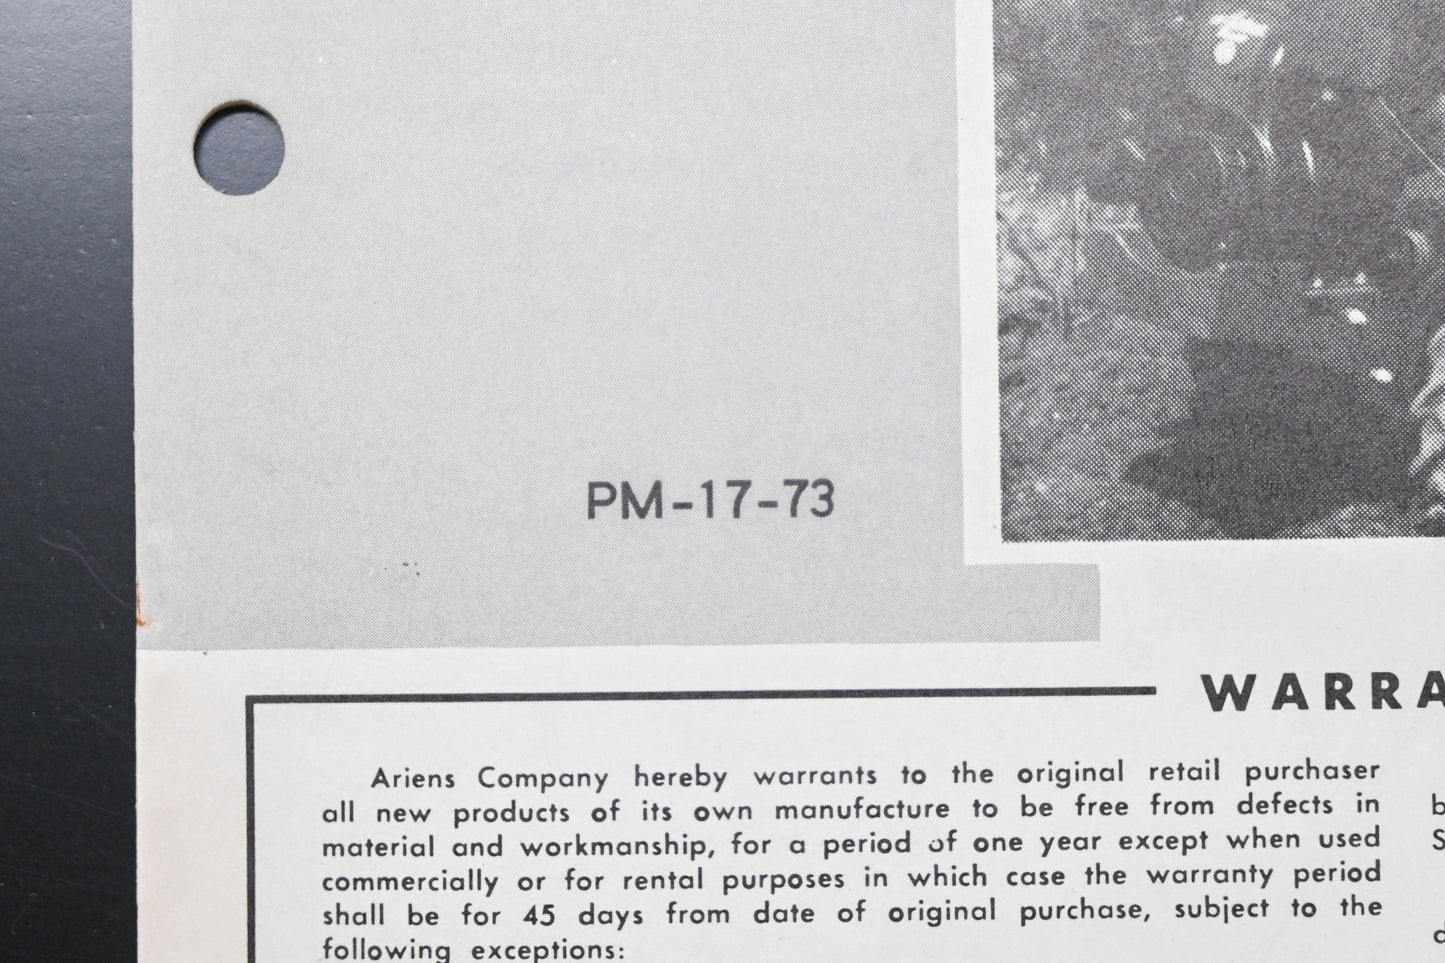 PM-17-73
WARRA
Ariens Company hereby warrants to the original retail purchaser
all new products of its own manufacture to be free from defects in
material and workmanship, for a period of one year except when used
commercially or for rental purposes in which case the warranty period
shall be for 45 days from date of original purchase, subject to the
following exceptions:
b
S
d